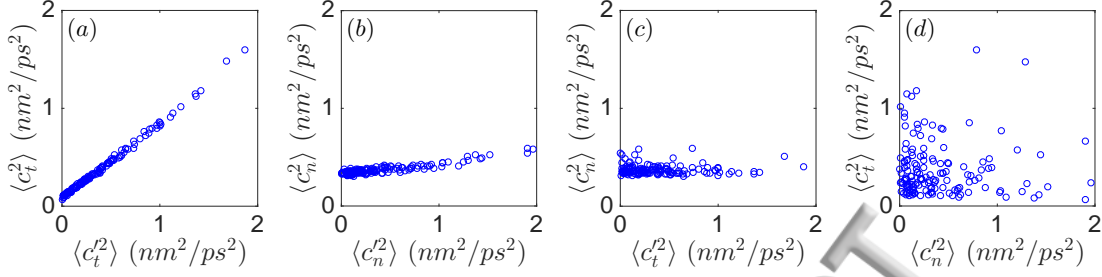 (a) (b) (c) (d)
2 2 2 2
1 1 1 1
0 0 0 0
0 1 2 0 1 2 0 1 2 0 1 2
⟨c_t^2⟩ (nm^2/ps^2) ⟨c_n^2⟩ (nm^2/ps^2) ⟨c_n^2⟩ (nm^2/ps^2) ⟨c_t^2⟩ (nm^2/ps^2)
⟨c_t'^2⟩ (nm^2/ps^2) ⟨c_n'^2⟩ (nm^2/ps^2) ⟨c_t'^2⟩ (nm^2/ps^2) ⟨c_n'^2⟩ (nm^2/ps^2)
T